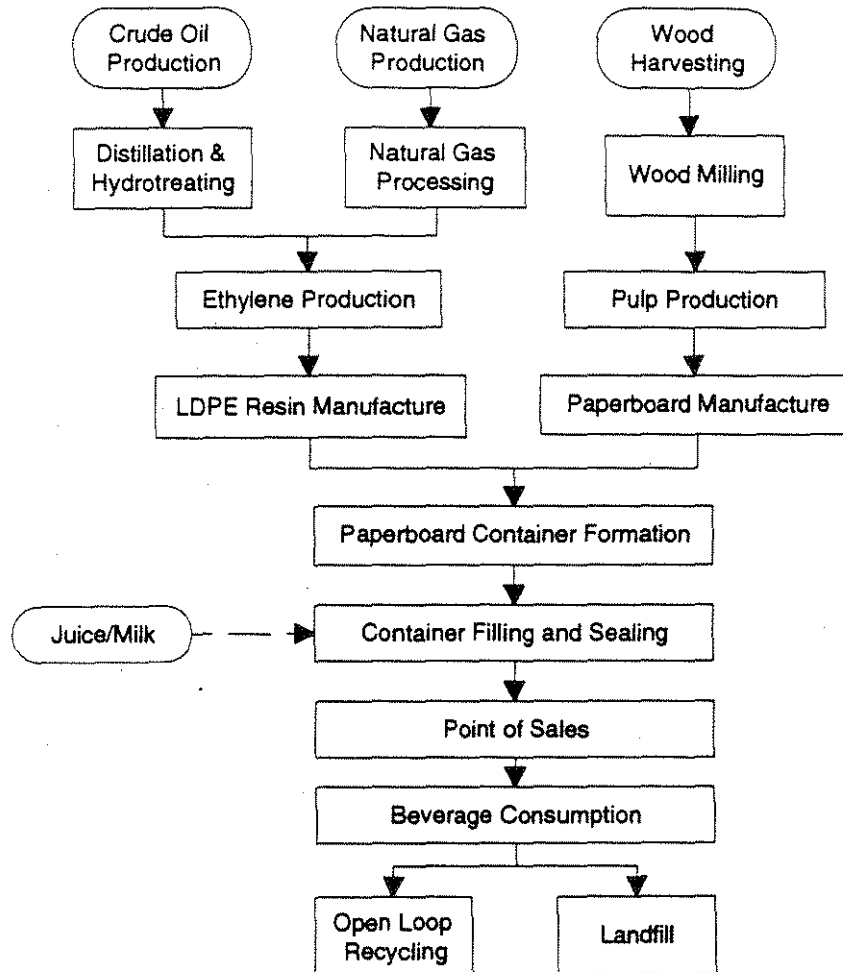 Crude Oil
Production
Natural Gas
Production
Wood
Harvesting
Distillation &
Hydrotreating
Natural Gas
Processing
Wood Milling
Ethylene Production
Pulp Production
LDPE Resin Manufacture
Paperboard Manufacture
Paperboard Container Formation
Juice/Milk
Container Filling and Sealing
Point of Sales
Beverage Consumption
Open Loop
Recycling
Landfill